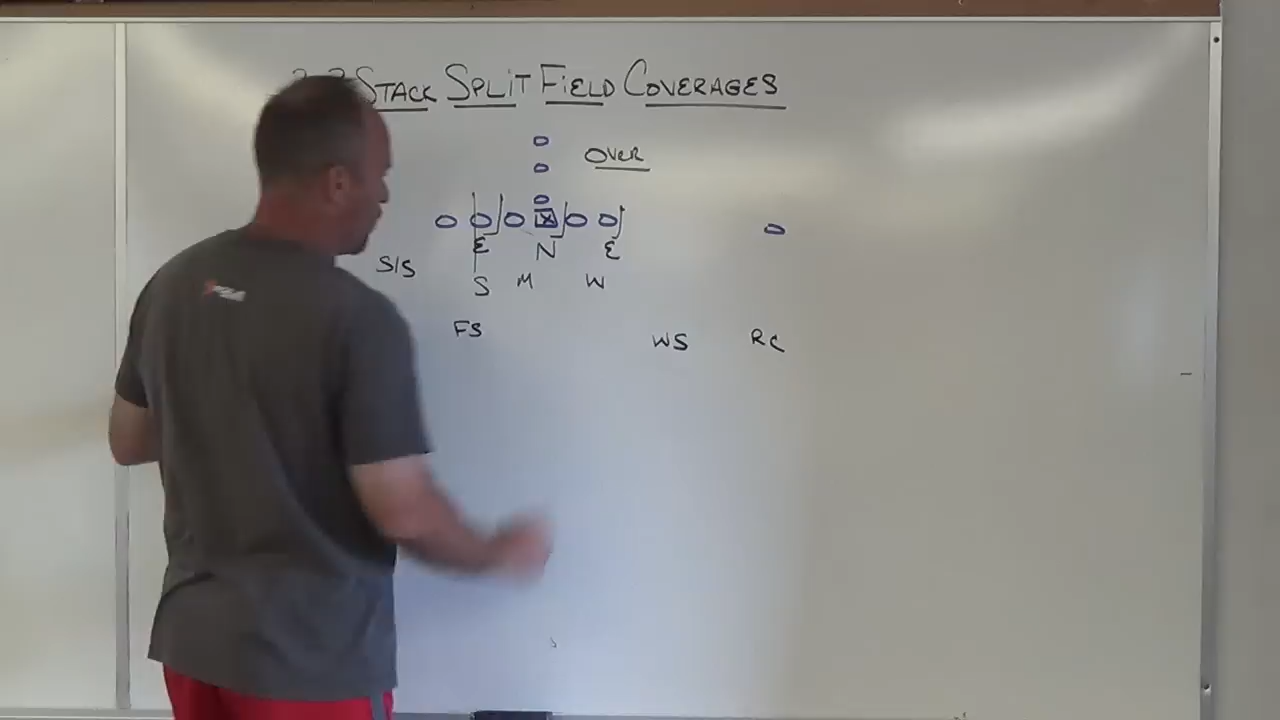 STACK SPLIT FIELD COVERAGES
OVER
X
E N E
S/S
S M W
FS
WS RC